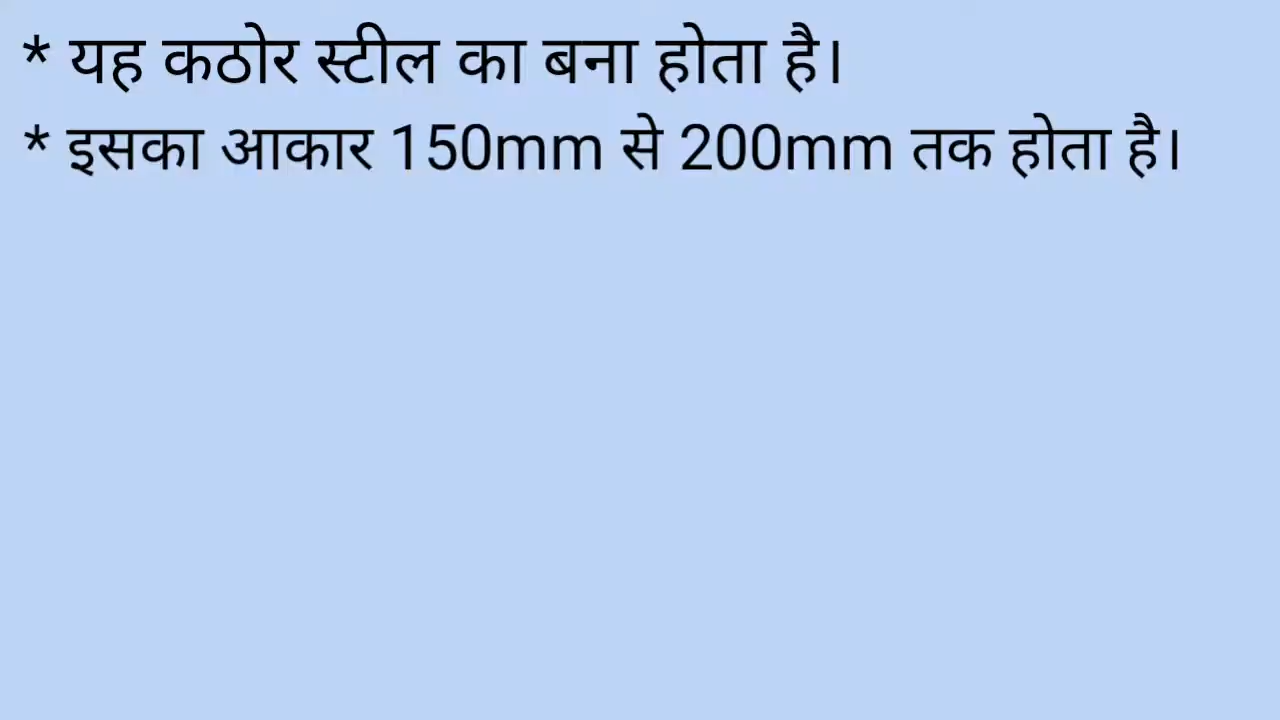 * यह कठोर स्टील का बना होता है।
* इसका आकार 150mm से 200mm तक होता है।